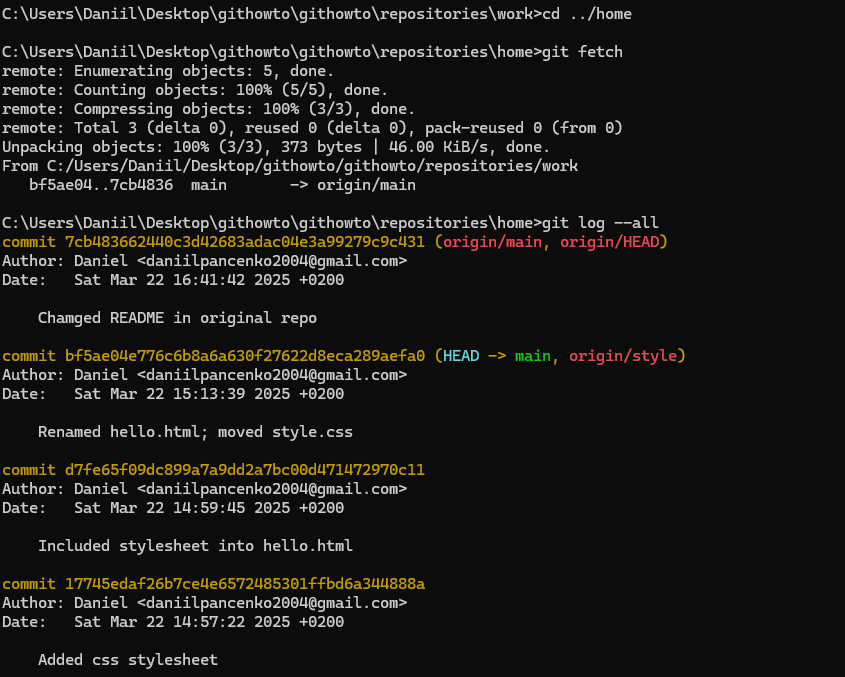 C:\Users\Daniil\Desktop\githowto\githowto\repositories\work>cd ../home
C:\Users\Daniil\Desktop\githowto\githowto\repositories\home>git fetch
remote: Enumerating objects: 5, done.
remote: Counting objects: 100% (5/5), done.
remote: Compressing objects: 100% (3/3), done.
remote: Total 3 (delta 0), reused 0 (delta 0), pack-reused 0 (from 0)
Unpacking objects: 100% (3/3), 373 bytes | 46.00 KiB/s, done.
From C:/Users/Daniil/Desktop/githowto/githowto/repositories/work
   bf5ae04..7cb4836  main       -> origin/main
C:\Users\Daniil\Desktop\githowto\githowto\repositories\home>git log --all
commit 7cb483662440c3d42683adac04e3a99279c9c431 (origin/main, origin/HEAD)
Author: Daniel <daniilpancenko2004@gmail.com>
Date:   Sat Mar 22 16:41:42 2025 +0200
    Chamged README in original repo
commit bf5ae04e776c6b8a6a630f27622d8eca289aefa0 (HEAD -> main, origin/style)
Author: Daniel <daniilpancenko2004@gmail.com>
Date:   Sat Mar 22 15:13:39 2025 +0200
    Renamed hello.html; moved style.css
commit d7fe65f09dc899a7a9dd2a7bc00d471472970c11
Author: Daniel <daniilpancenko2004@gmail.com>
Date:   Sat Mar 22 14:59:45 2025 +0200
    Included stylesheet into hello.html
commit 17745edaf26b7ce4e6572485301ffbd6a344888a
Author: Daniel <daniilpancenko2004@gmail.com>
Date:   Sat Mar 22 14:57:22 2025 +0200
    Added css stylesheet